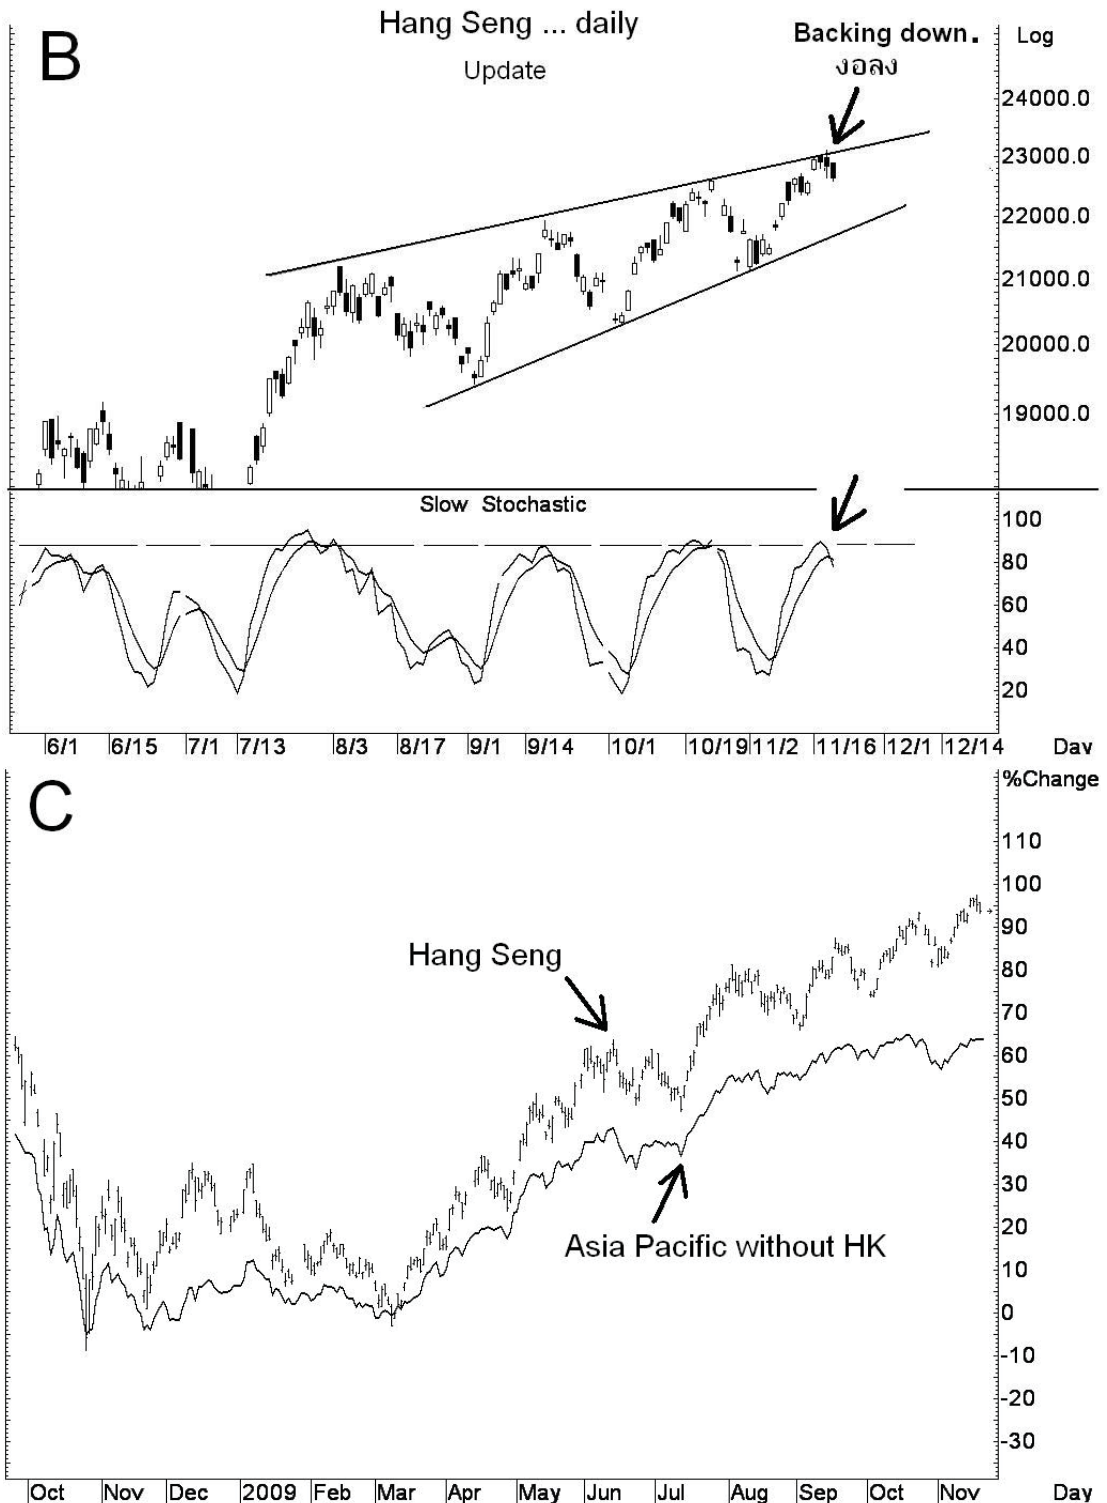 B
Hang Seng ... daily
Update
Backing down.
งอลง
Log
24000.0
23000.0
22000.0
21000.0
20000.0
19000.0
Slow Stochastic
100
80
60
40
20
6/1 6/15 7/1 7/13 8/3 8/17 9/1 9/14 10/1 10/19 11/2 11/16 12/1 12/14 Day
C
%Change
110
100
90
80
70
60
50
40
30
20
10
0
-10
-20
-30
Hang Seng
Asia Pacific without HK
Oct Nov Dec 2009 Feb Mar Apr May Jun Jul Aug Sep Oct Nov Day